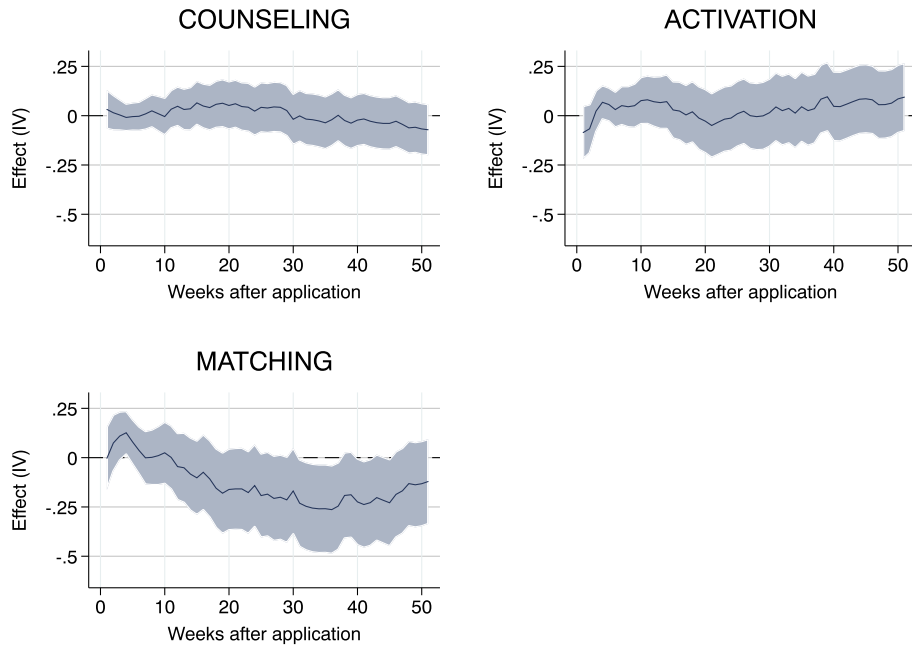 COUNSELING
.25
0
-.25
-.5
Effect (IV)
0 10 20 30 40 50
Weeks after application
ACTIVATION
.25
0
-.25
-.5
Effect (IV)
0 10 20 30 40 50
Weeks after application
MATCHING
.25
0
-.25
-.5
Effect (IV)
0 10 20 30 40 50
Weeks after application